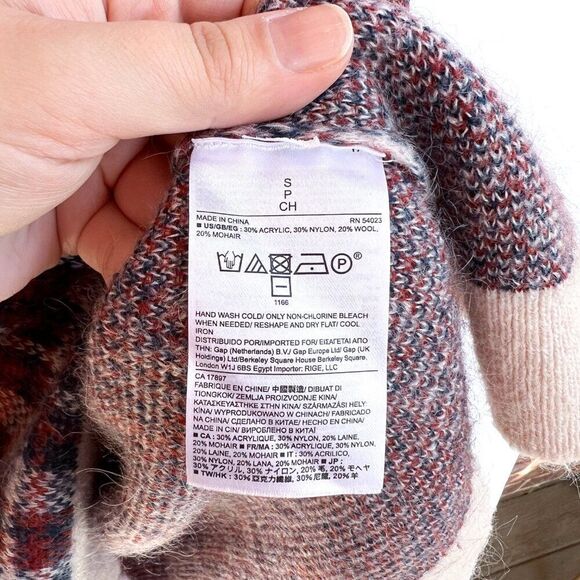 S
P
CH
MADE IN CHINA RN 54023
■ US/GB/EG : 30% ACRYLIC, 30% NYLON, 20% WOOL,
20% MOHAIR
P
1166
HAND WASH COLD/ ONLY NON-CHLORINE BLEACH
WHEN NEEDED/ RESHAPE AND DRY FLAT/ COOL
IRON
DISTRIBUIDO POR/IMPORTED FOR/ ΕΙΣΑΓΕΤΑΙ ΑΠΟ
THN: Gap (Netherlands) B.V./ Gap Europe Ltd/ Gap (UK
Holdings) Ltd/Berkeley Square House Berkeley Square.
London W1J 6BS Egypt Importer: RIGE, LLC
CA 17897
FABRIQUE EN CHINE/ 中國製造/ DIBUAT DI
TIONGKOK/ ZEMLJA PROIZVODNJE KINA/
ΚΑΤΑΣΚΕΥΑΣΤΗΚΕ ΣΤΗΝ ΚΙΝΑ/ SZÁRMAZÁSI HELY:
KÍNA/ WYPRODUKOWANO W CHINACH/ FABRICADO
NA CHINA/ СДЕЛАНО В КИТАЕ/ HECHO EN CHINA/
MADE IN CHINA/ ИЗРАБОТЕНО В КИТАЙ
■ CA : 30% ACRYLIQUE, 30% NYLON, 20% LAINE,
20% MOHAIR ■ FR/MA : 30% ACRYLIQUE, 30% NYLON,
20% LAINE, 20% MOHAIR ■ IT : 30% ACRILICO,
30% NYLON, 20% LANA, 20% MOHAIR ■ JP :
30% アクリル, 30% ナイロン, 20% 毛, 20% モヘヤ
■ TW/HK : 30% 亞克力纖維, 30% 尼龍, 20% 羊